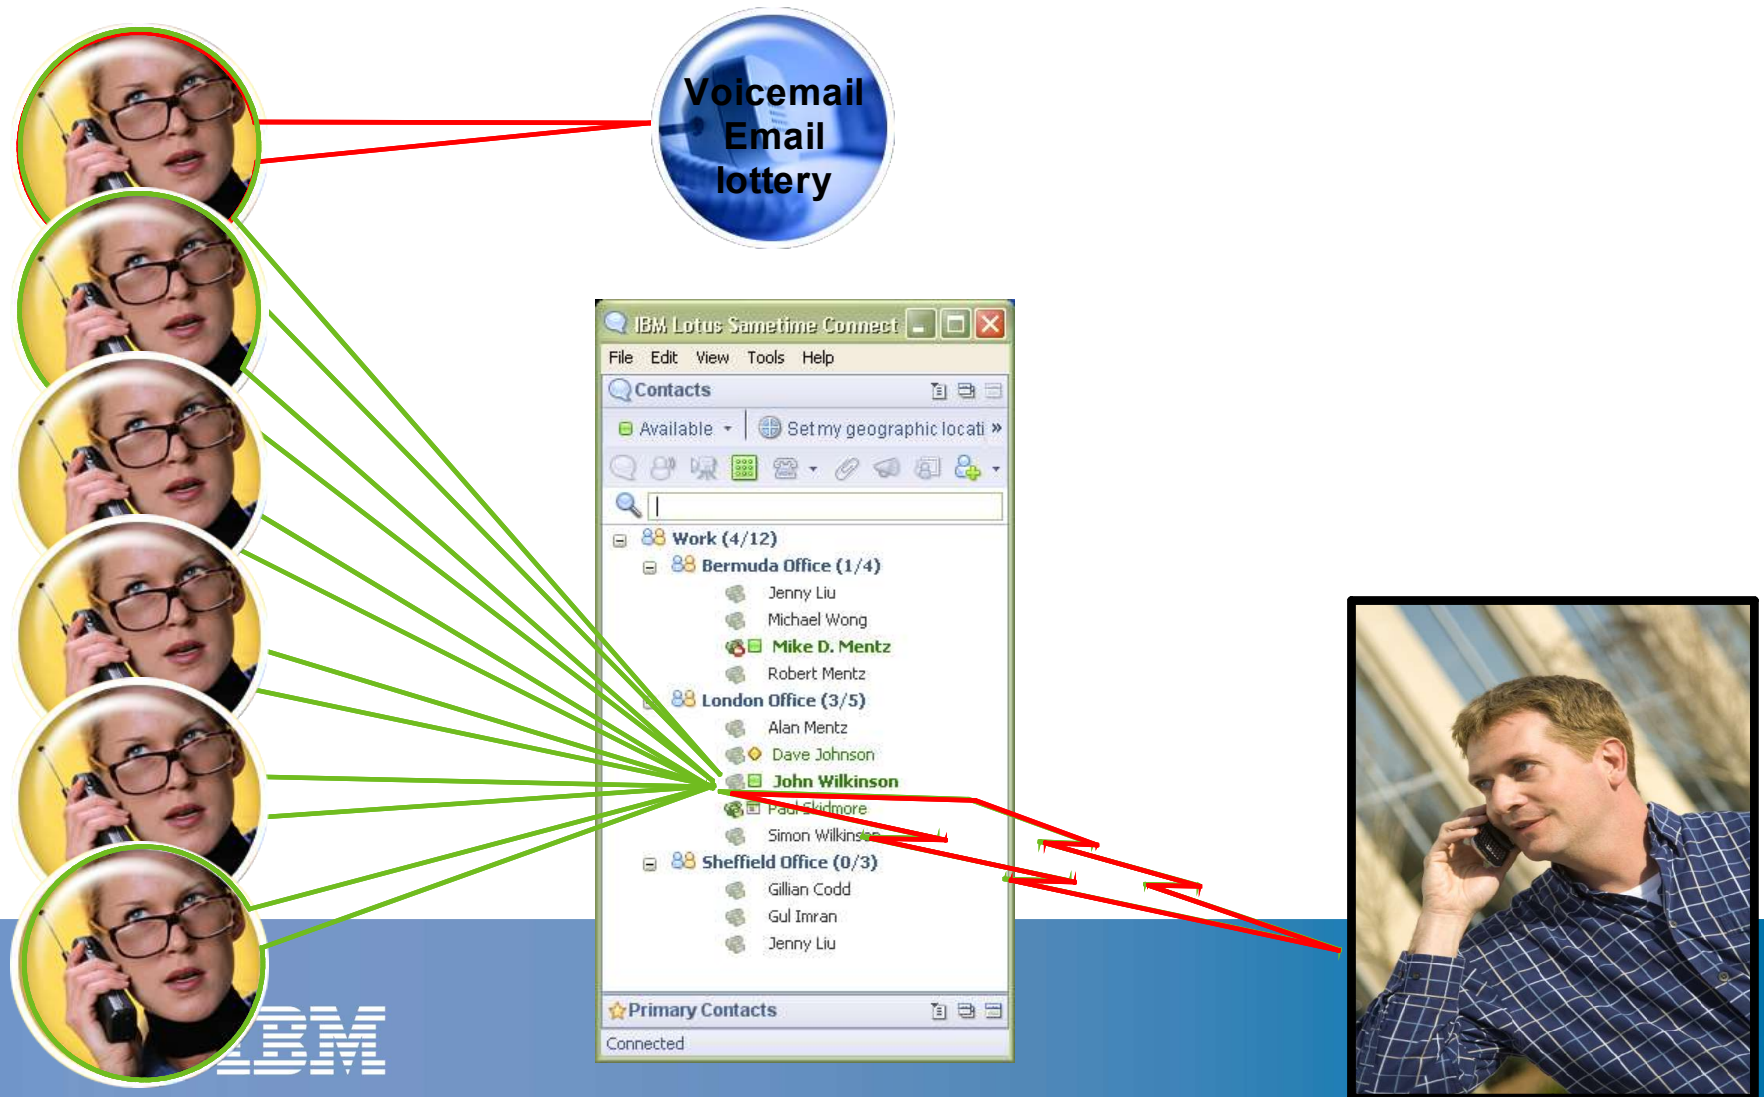 Voicemail
Email
lottery
IBM Lotus Sametime Connect
File Edit View Tools Help
Contacts
Available
Set my geographic locati »
Work (4/12)
Bermuda Office (1/4)
Jenny Liu
Michael Wong
Mike D. Mentz
Robert Mentz
London Office (3/5)
Alan Mentz
Dave Johnson
John Wilkinson
Paul Skidmore
Simon Wilkinson
Sheffield Office (0/3)
Gillian Codd
Gul Imran
Jenny Liu
Primary Contacts
Connected
IBM